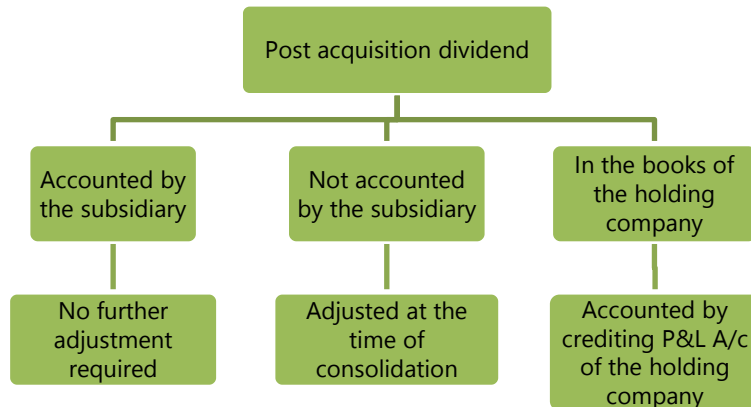 Post acquisition dividend
Accounted by
the subsidiary
Not accounted
by the subsidiary
In the books of
the holding
company
No further
adjustment
required
Adjusted at the
time of
consolidation
Accounted by
crediting P&L A/c
of the holding
company